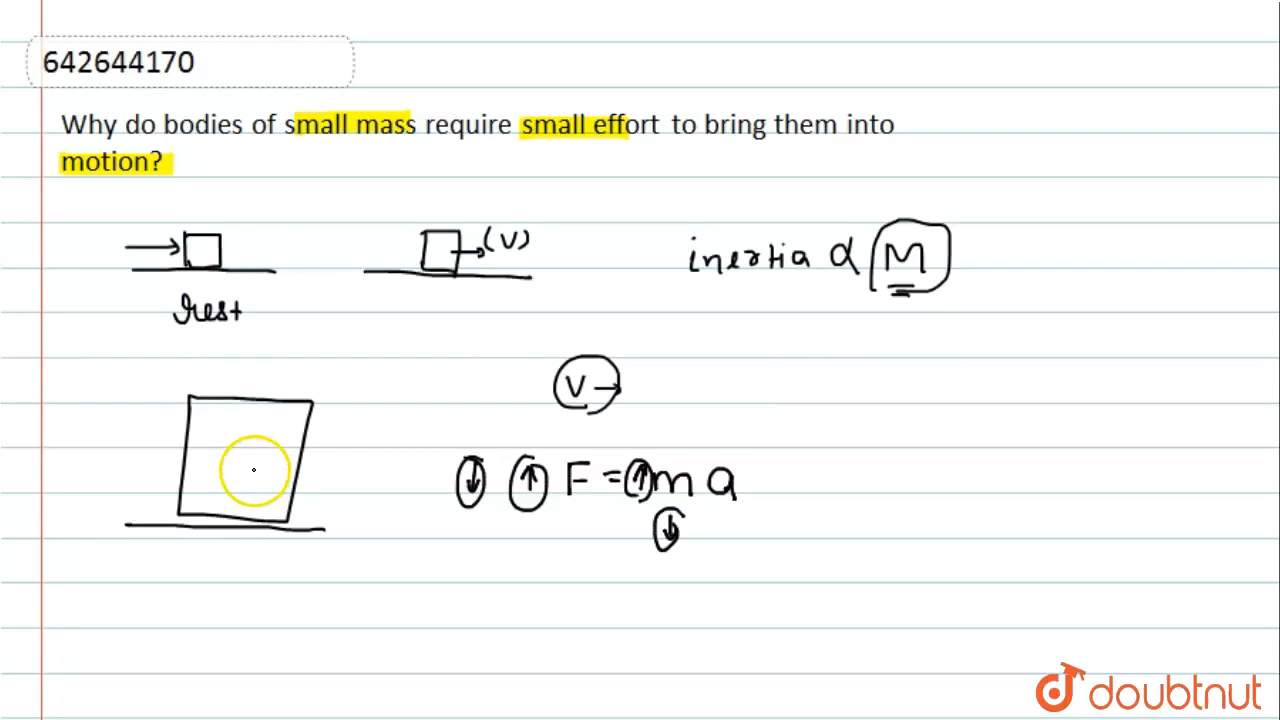 642644170
Why do bodies of small mass require small effort to bring them into
motion?
(v)
inertia α M
rest
V →
↓ ↑ F = ↑ m a
↓
doubtnut